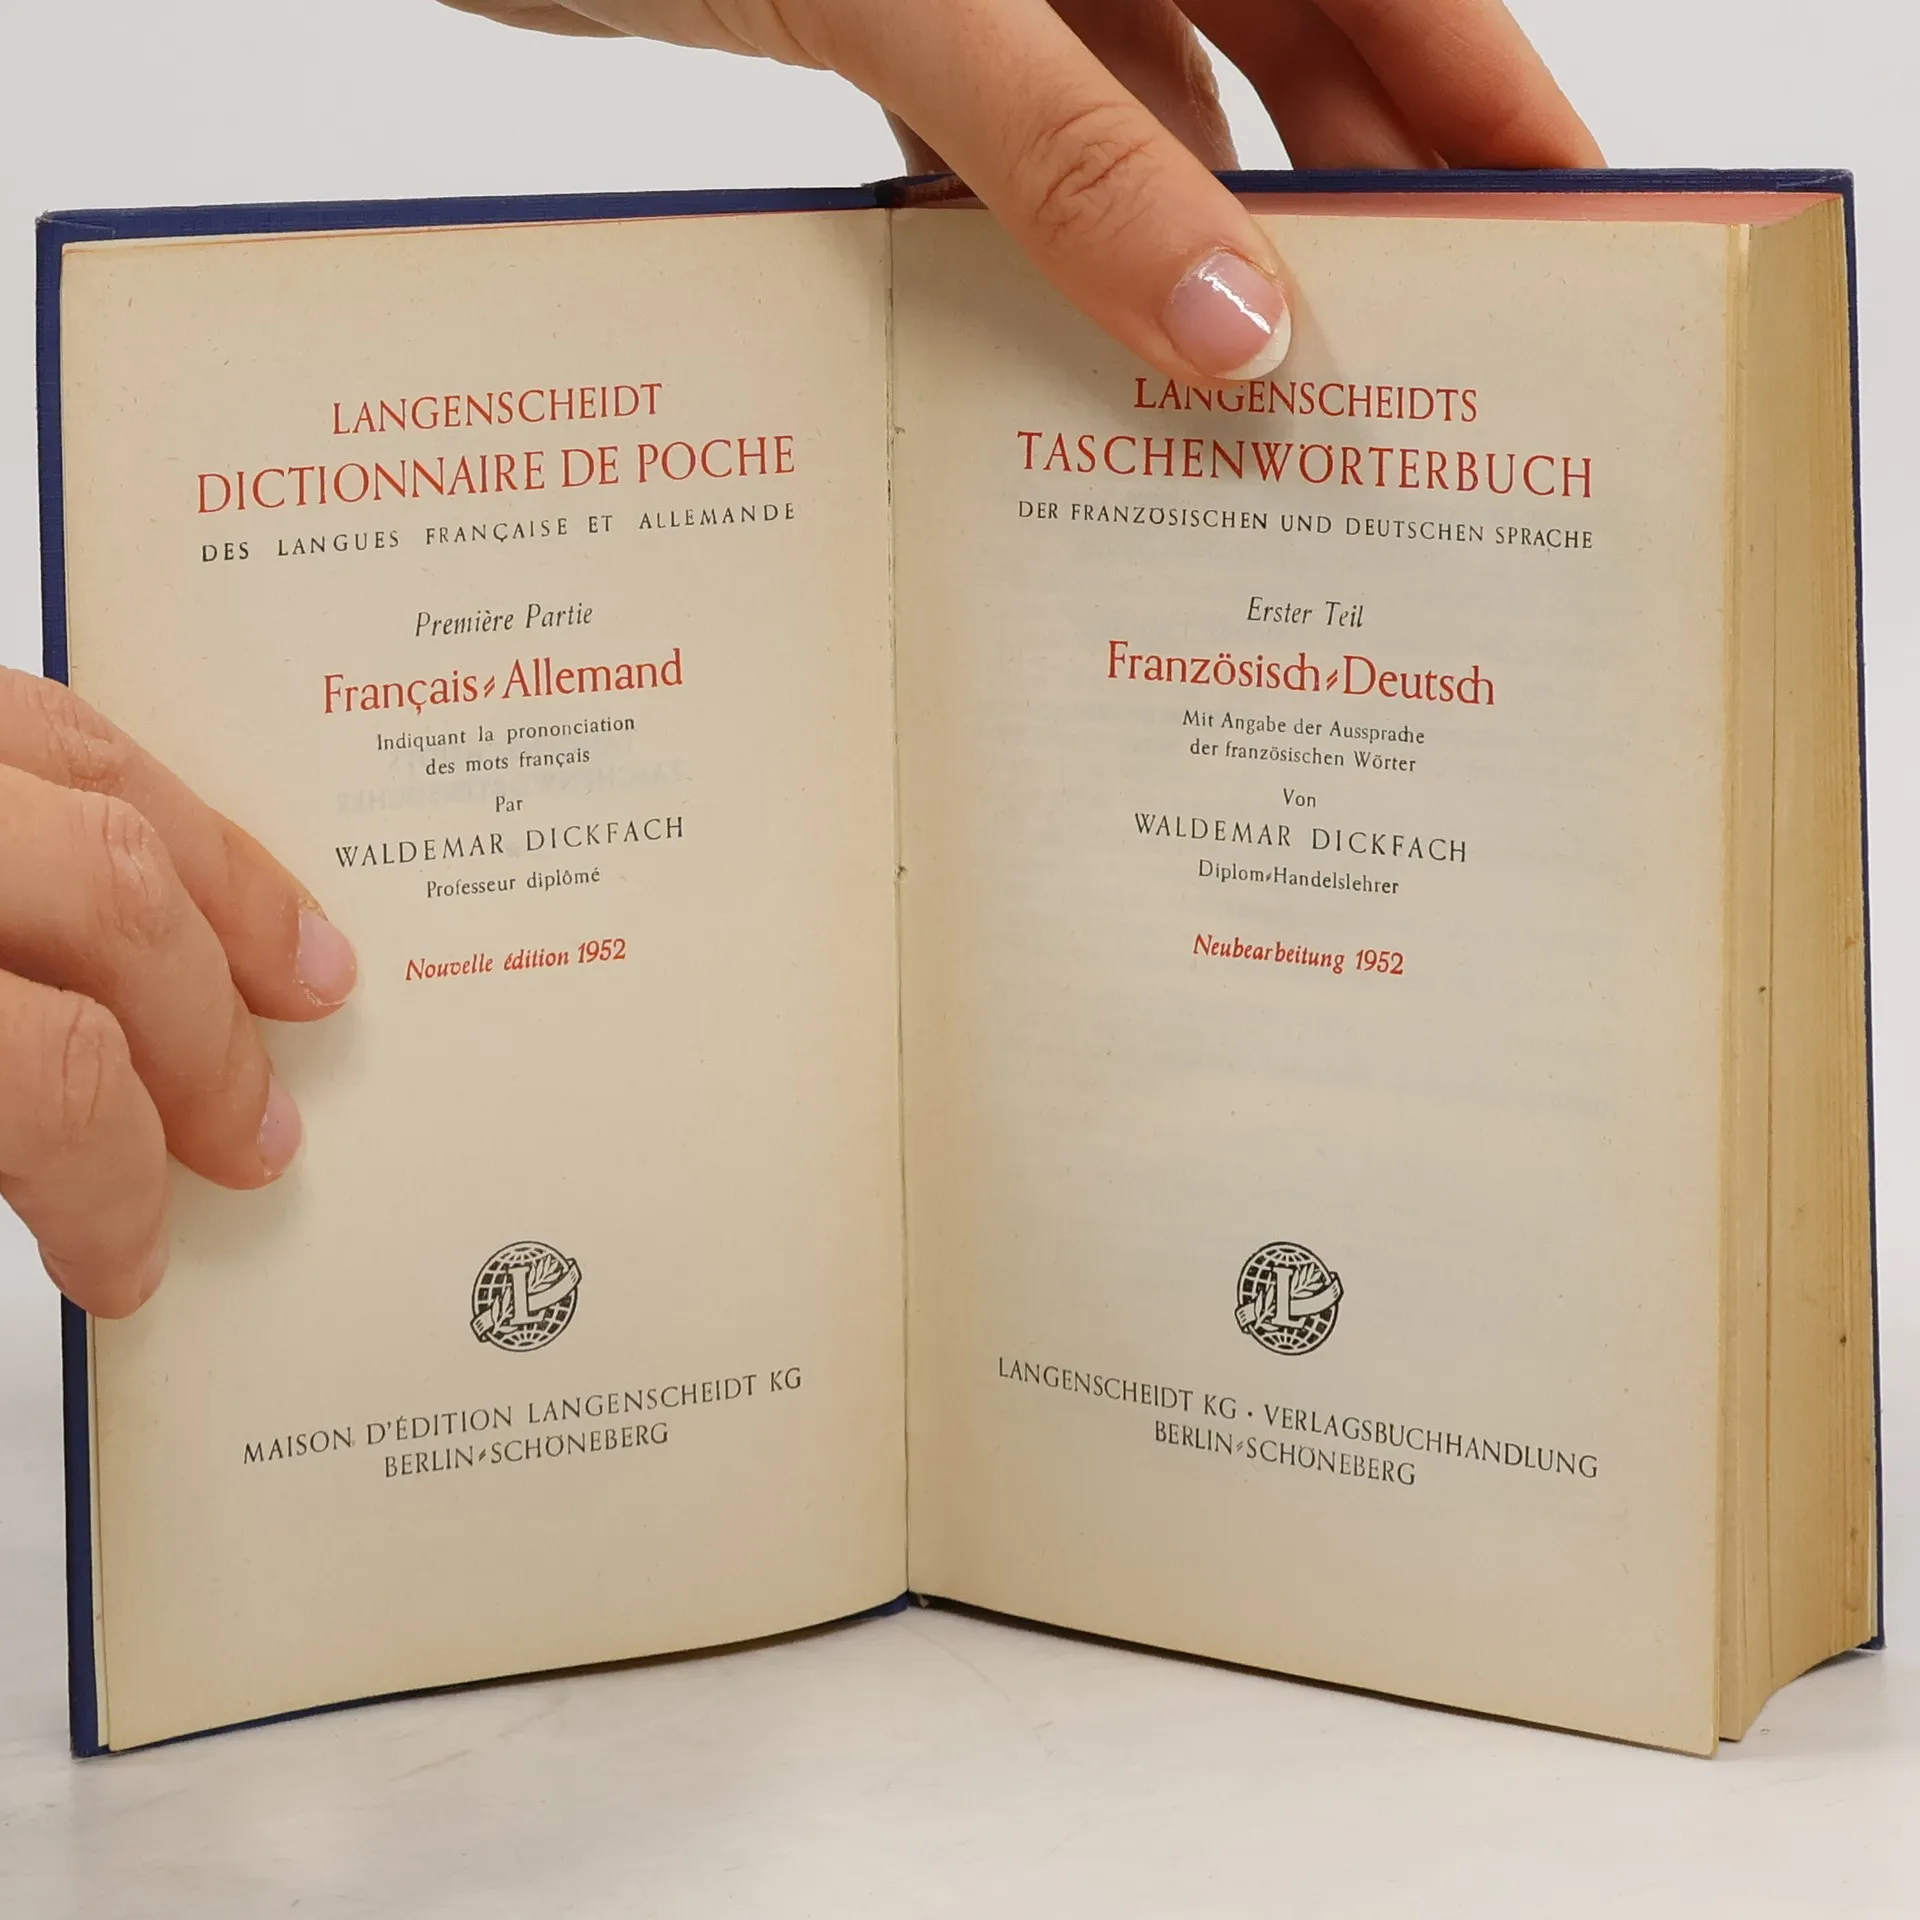 LANGENSCHEIDT
DICTIONNAIRE DE POCHE
DES LANGUES FRANÇAISE ET ALLEMANDE
Première Partie
Français-Allemand
Indiquant la prononciation
des mots français
Par
WALDEMAR DICKFACH
Professeur diplômé
Nouvelle édition 1952
L
MAISON D'ÉDITION LANGENSCHEIDT KG
BERLIN-SCHÖNEBERG
LANGENSCHEIDTS
TASCHENWÖRTERBUCH
DER FRANZÖSISCHEN UND DEUTSCHEN SPRACHE
Erster Teil
Französisch-Deutsch
Mit Angabe der Aussprache
der französischen Wörter
Von
WALDEMAR DICKFACH
Diplom-Handelslehrer
Neubearbeitung 1952
L
LANGENSCHEIDT KG · VERLAGSBUCHHANDLUNG
BERLIN-SCHÖNEBERG